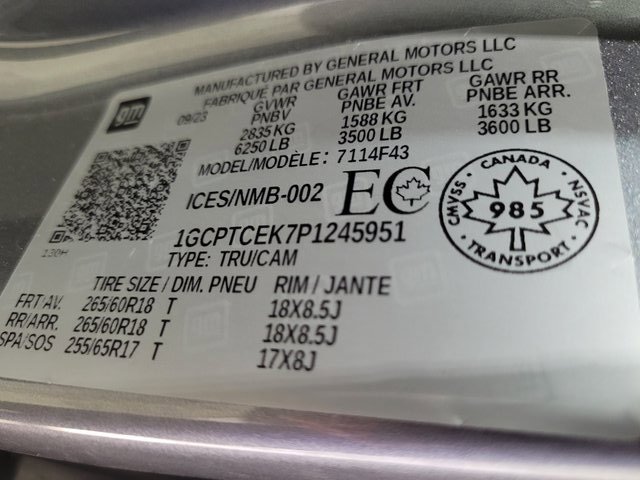 MANUFACTURED BY GENERAL MOTORS LLC
FABRIQUE PAR GENERAL MOTORS LLC
gm
09/23
GVWR GAWR FRT GAWR RR
PNBV PNBE AV. PNBE ARR.
2835 KG 1588 KG 1633 KG
6250 LB 3500 LB 3600 LB
MODEL/MODÈLE: 7114F43
ICES/NMB-002 EC
CANADA
CMVSS 985 NSVAC
TRANSPORT
130H
1GCPTCEK7P1245951
TYPE: TRU/CAM
TIRE SIZE / DIM. PNEU RIM / JANTE
FRT/AV. 265/60R18 T 18X8.5J
RR/ARR. 265/60R18 T 18X8.5J
SPA/SOS 255/65R17 T 17X8J